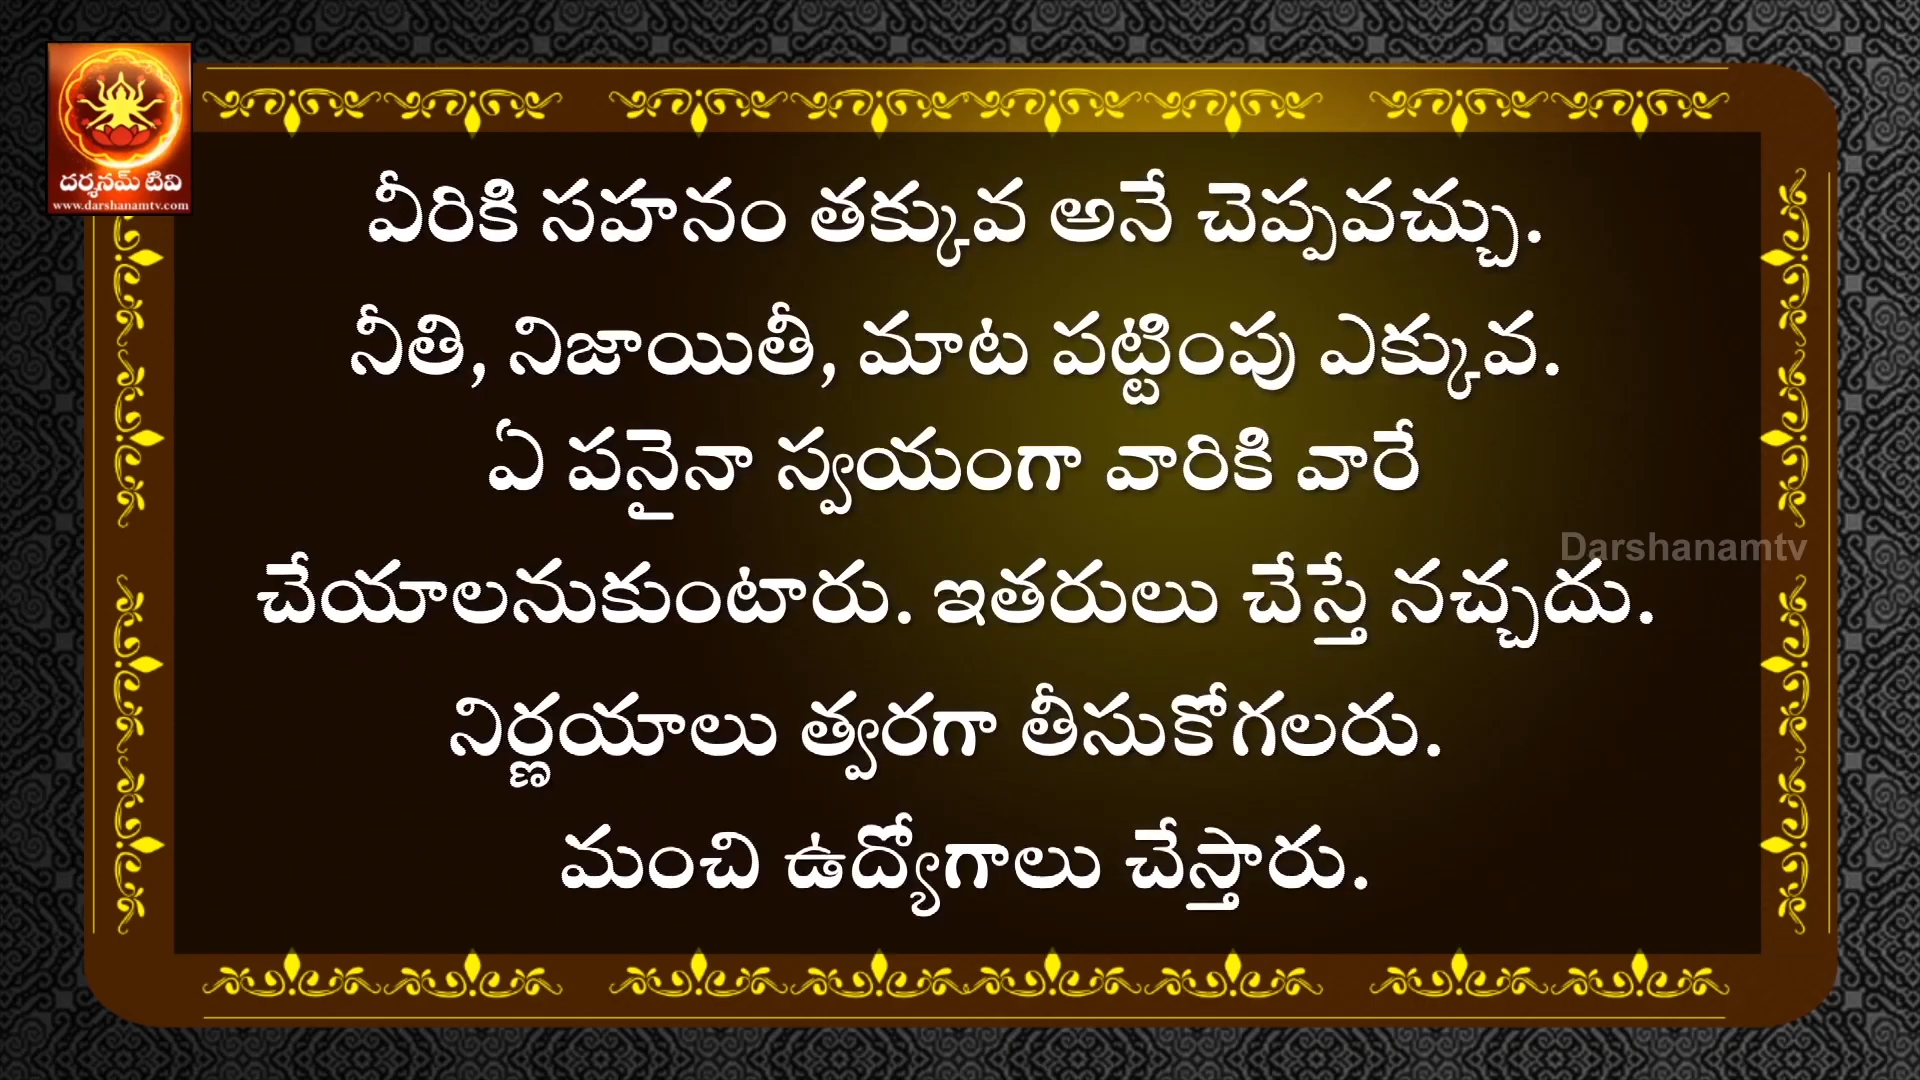 దర్శనమ్ టివి
www.darshanamtv.com
వీరికి సహనం తక్కువ అనే చెప్పవచ్చు.
నీతి, నిజాయితీ, మాట పట్టింపు ఎక్కువ.
ఏ పనైనా స్వయంగా వారికి వారే
Darshanamtv
చేయాలనుకుంటారు. ఇతరులు చేస్తే నచ్చదు.
నిర్ణయాలు త్వరగా తీసుకోగలరు.
మంచి ఉద్యోగాలు చేస్తారు.